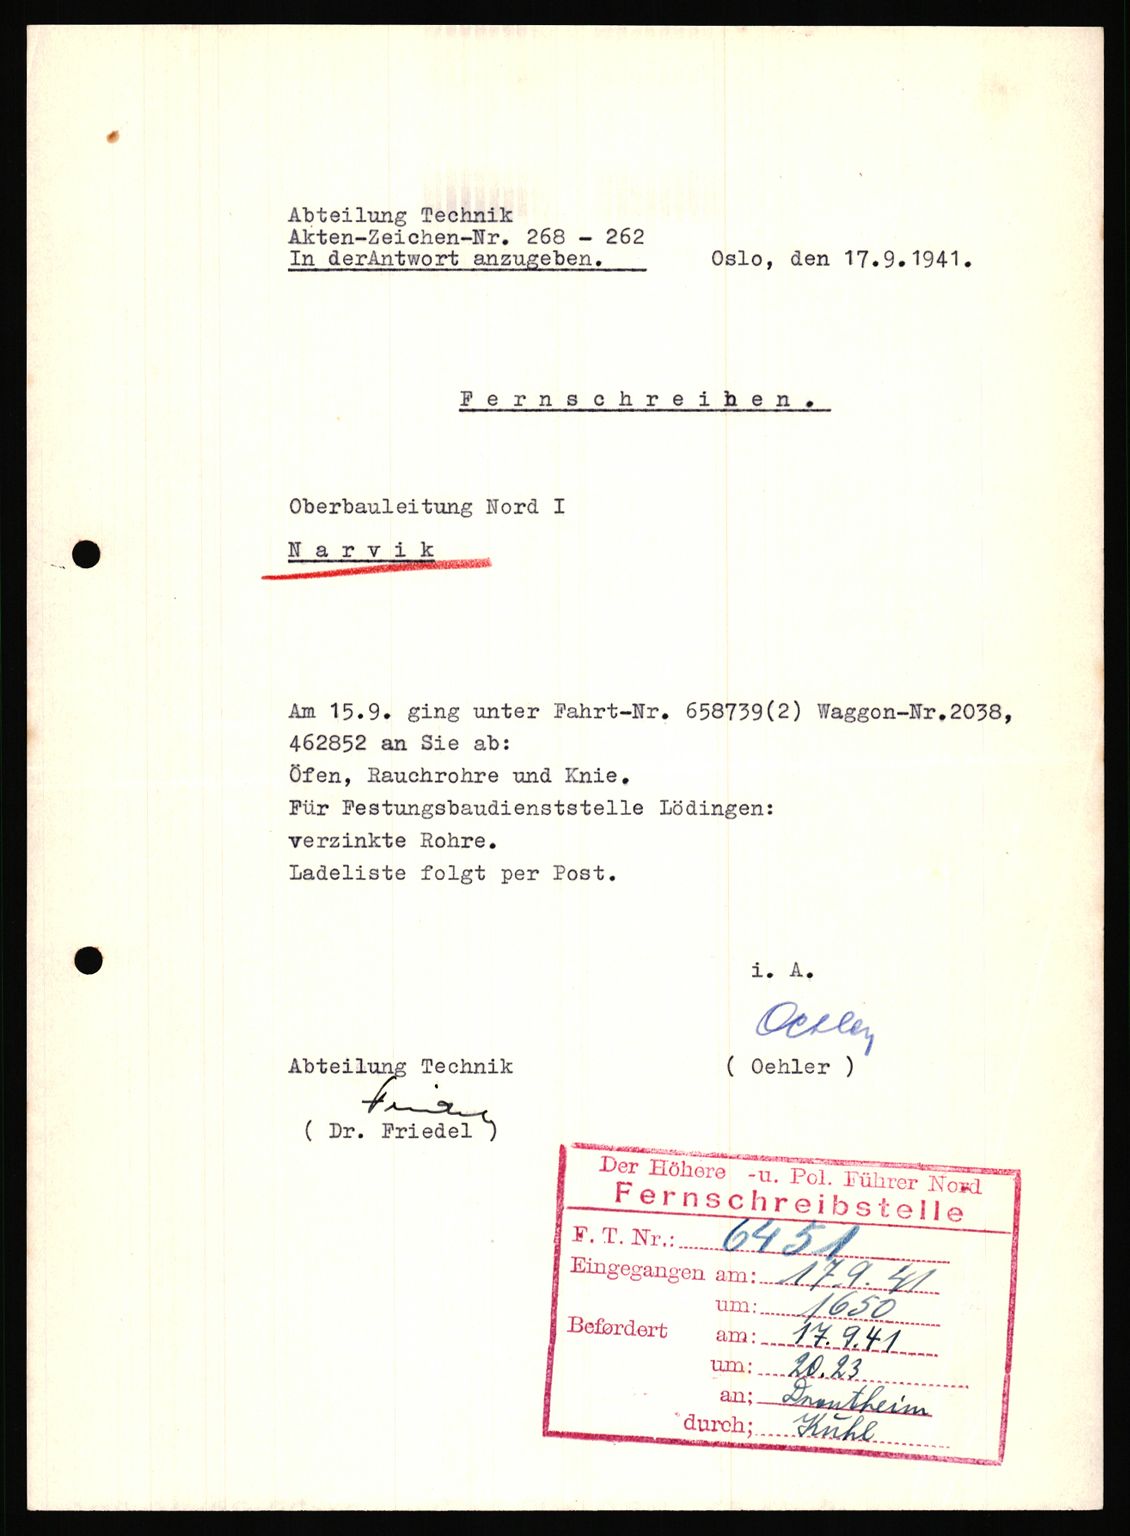 Abteilung Technik
Akten-Zeichen-Nr. 268 - 262
In derAntwort anzugeben.
Oslo, den 17.9.1941.
F e r n s c h r e i h e n .
Oberbauleitung Nord I
N a r v i k
Am 15.9. ging unter Fahrt-Nr. 658739(2) Waggon-Nr.2038,
462852 an Sie ab:
Öfen, Rauchrohre und Knie.
Für Festungsbaudienststelle Lödingen:
verzinkte Rohre.
Ladeliste folgt per Post.
i. A.
Oehler
( Oehler )
Abteilung Technik
Friedel
( Dr. Friedel )
Der Höhere -u. Pol. Führer Nord
Fernschreibstelle
F. T. Nr.: 6451
Eingegangen am: 17.9.41
um: 1650
Befördert am: 17.9.41
um: 20.23
an; Drontheim
durch; Kuhl